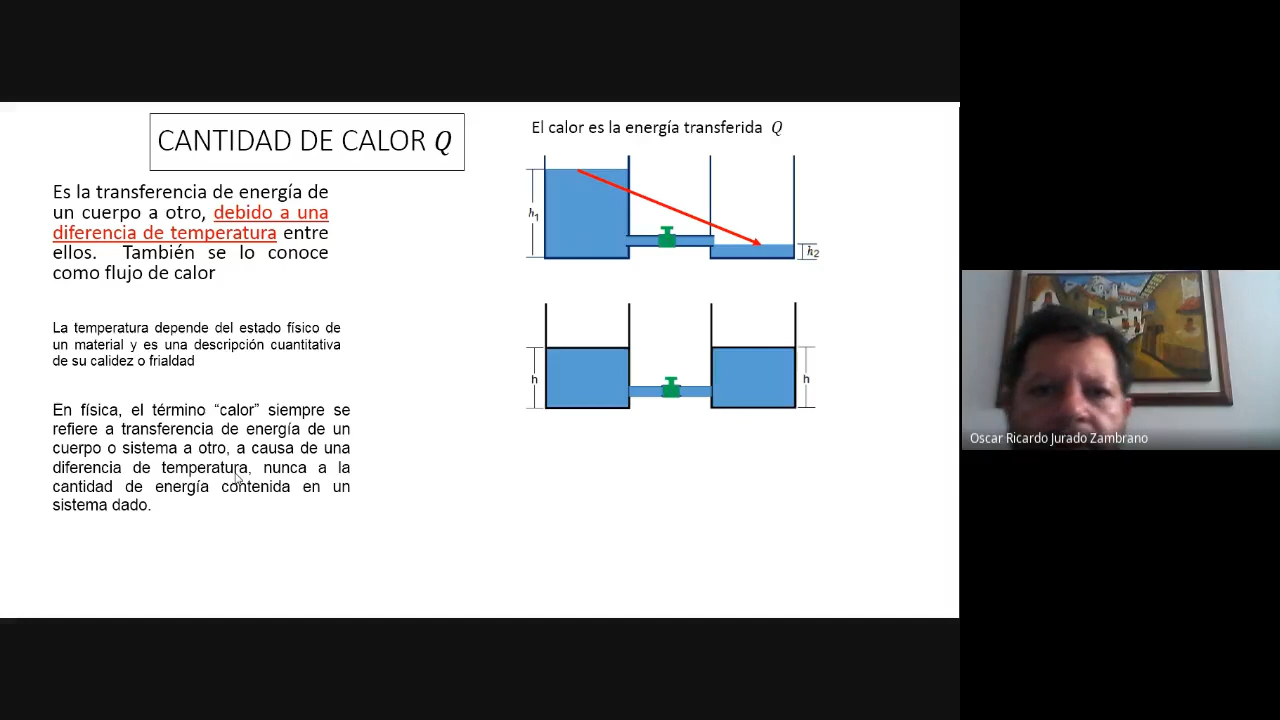 CANTIDAD DE CALOR Q
Es la transferencia de energía de
un cuerpo a otro, debido a una
diferencia de temperatura entre
ellos. También se lo conoce
como flujo de calor
La temperatura depende del estado físico de
un material y es una descripción cuantitativa
de su calidez o frialdad
En física, el término “calor” siempre se
refiere a transferencia de energía de un
cuerpo o sistema a otro, a causa de una
diferencia de temperatura, nunca a la
cantidad de energía contenida en un
sistema dado.
El calor es la energía transferida Q
h1
h2
h
h
Oscar Ricardo Jurado Zambrano